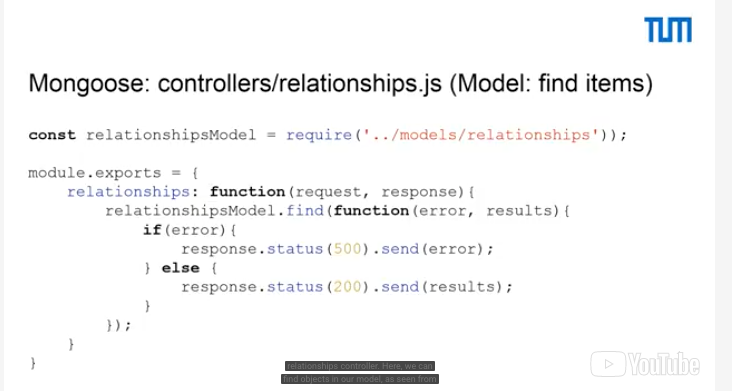 TUM
Mongoose: controllers/relationships.js (Model: find items)
const relationshipsModel = require('../models/relationships'));
module.exports = {
relationships: function(request, response){
relationshipsModel.find(function(error, results){
if(error){
response.status(500).send(error);
} else {
response.status(200).send(results);
}
});
}
}
relationships controller. Here, we can
find objects in our model, as seen from
YouTube